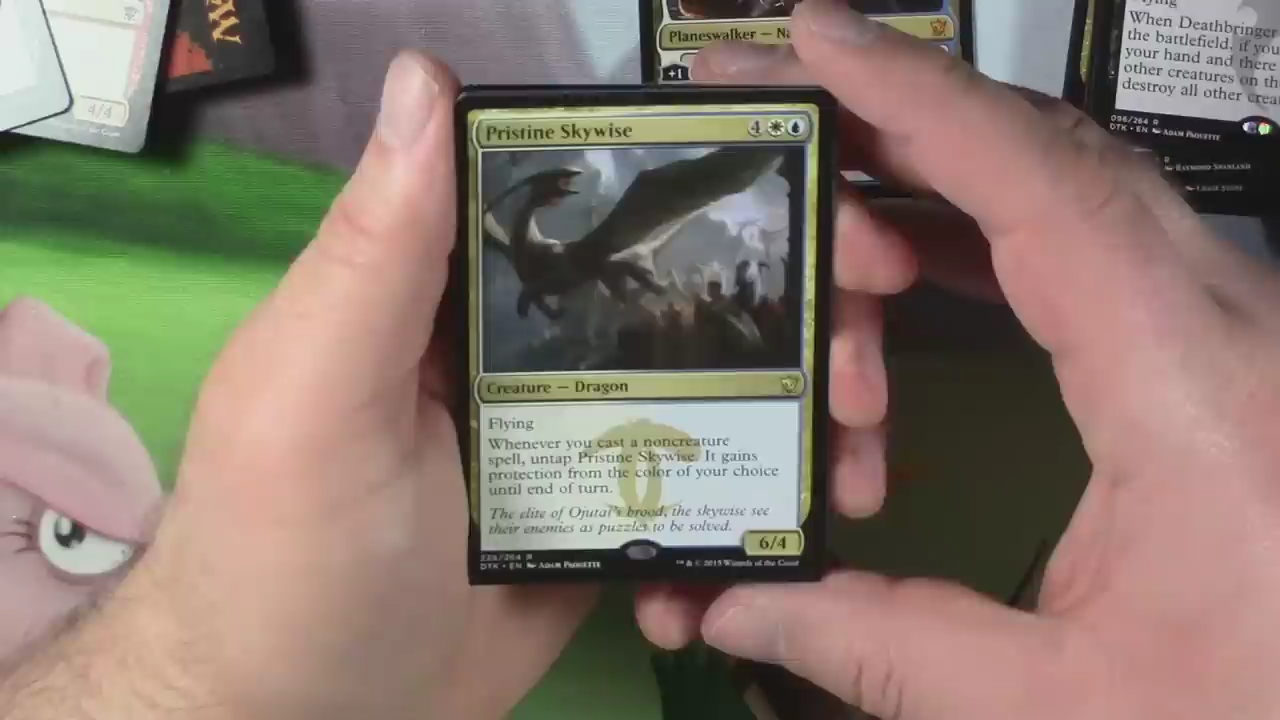 4/4
Planeswalker — Na
+1
Flying
When Deathbringer
the battlefield, if you
your hand and there
other creatures on th
destroy all other crea
096/264 R
DTK • EN ADAM PAQUETTE
R
RAYMOND SWANLAND
Pristine Skywise
4
Creature — Dragon
Flying
Whenever you cast a noncreature
spell, untap Pristine Skywise. It gains
protection from the color of your choice
until end of turn.
The elite of Ojutai's brood, the skywise see
their enemies as puzzles to be solved.
6/4
/264 R
DTK • EN ADAM PAQUETTE
™ & © 2015 Wizards of the Coast